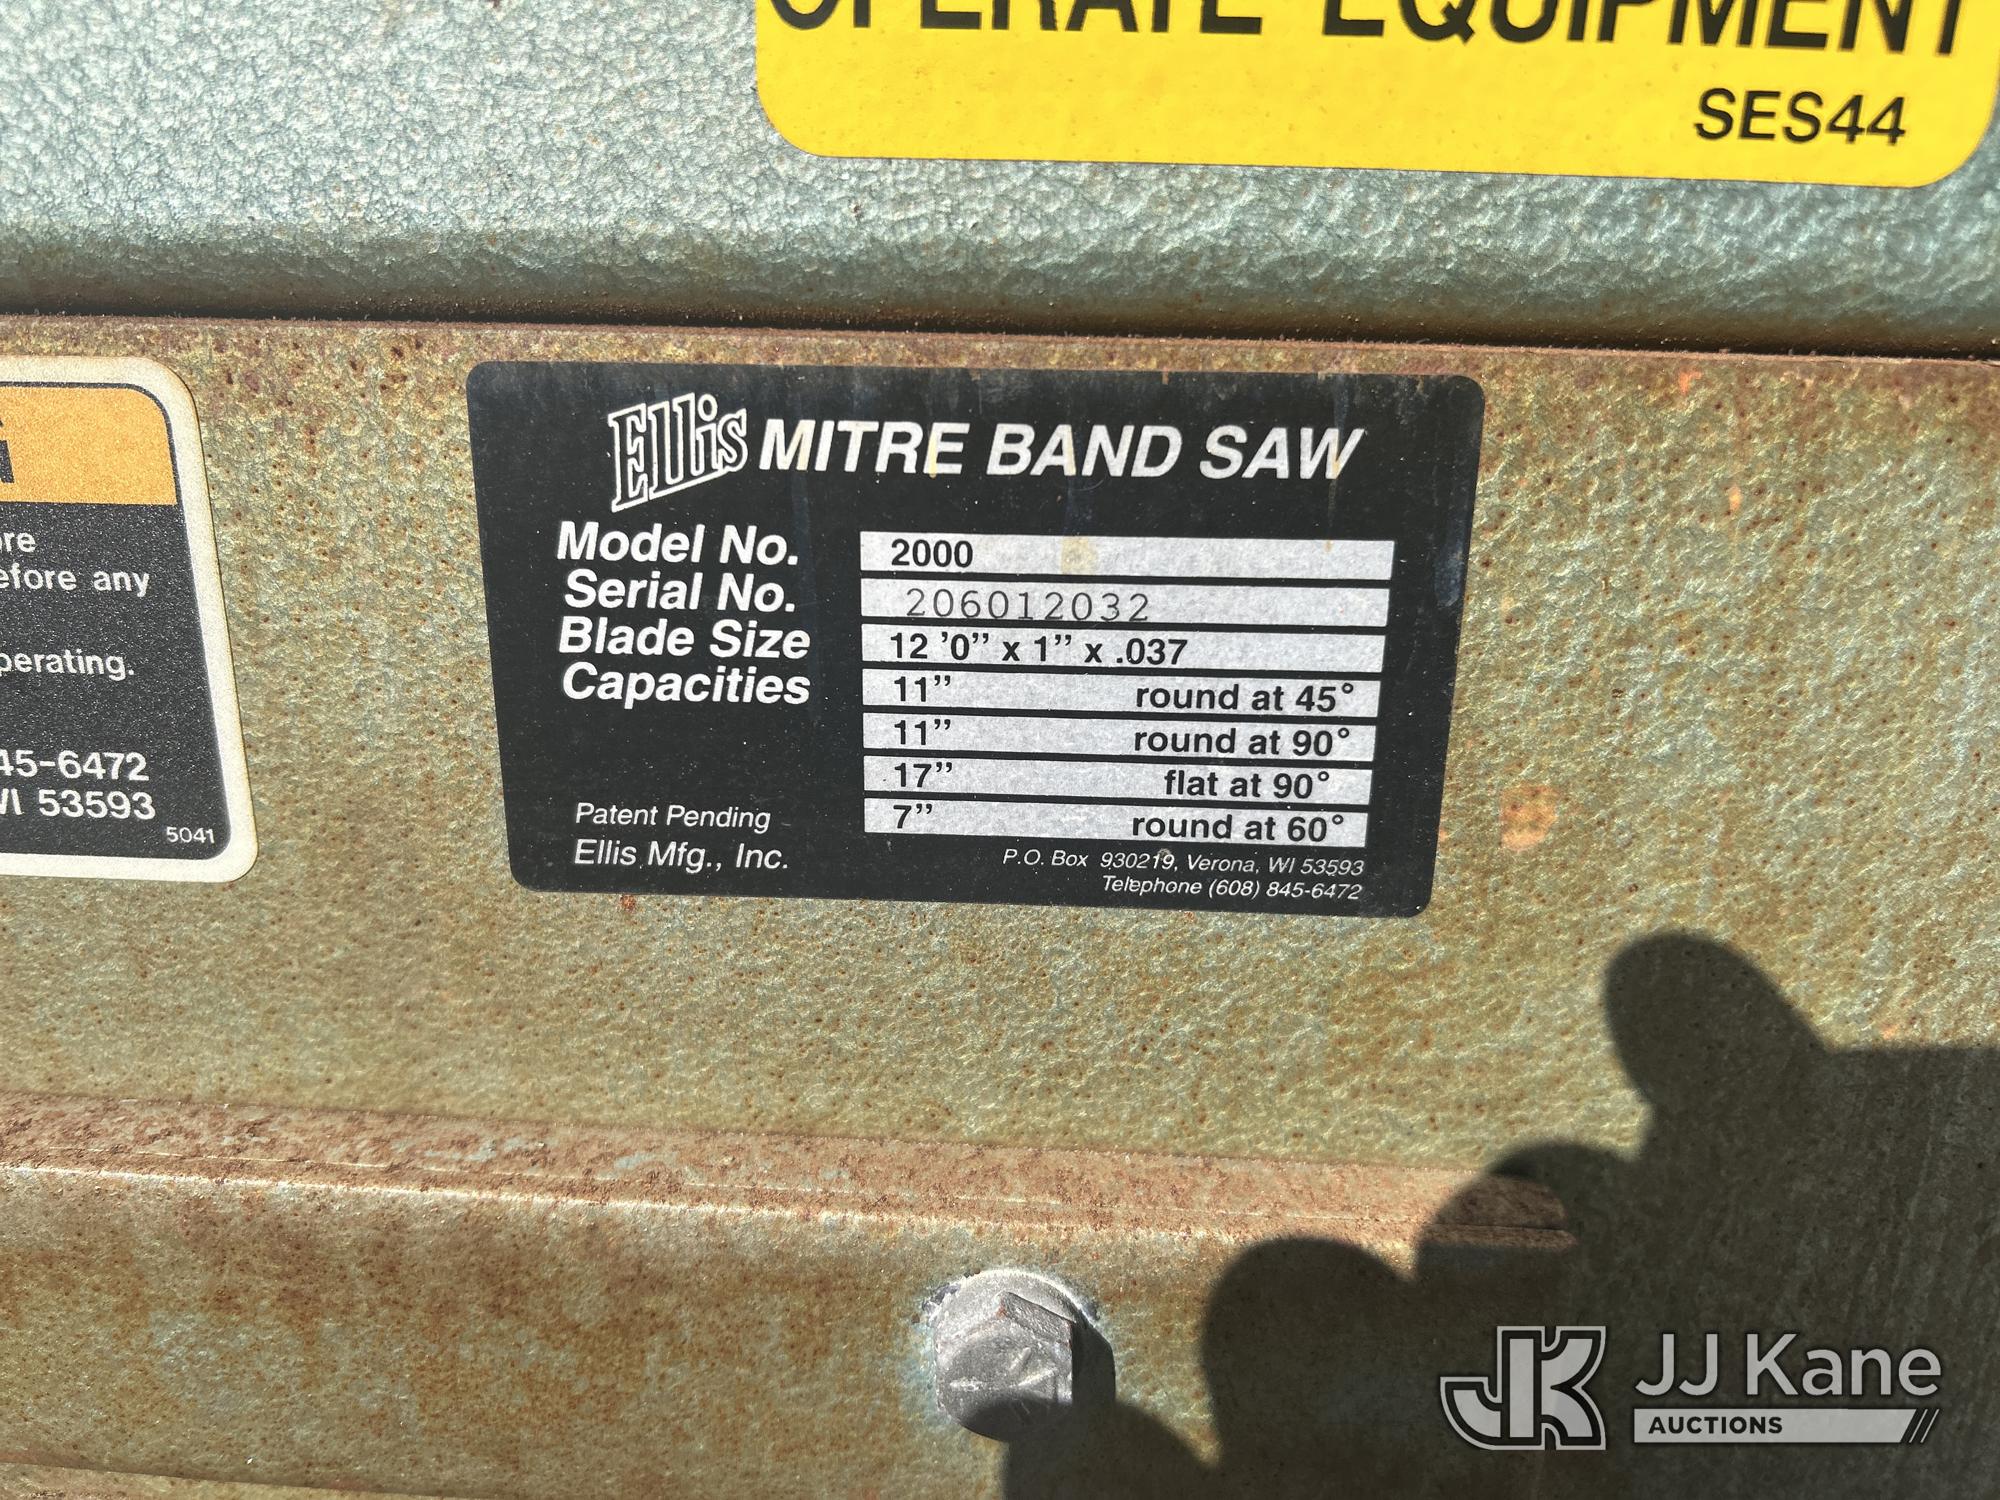 OPERATE EQUIPMENT
SES44
Ellis MITRE BAND SAW
Model No. 2000
Serial No. 206012032
Blade Size 12 '0" x 1" x .037
Capacities 11" round at 45°
11" round at 90°
17" flat at 90°
7" round at 60°
Patent Pending
Ellis Mfg., Inc.
P.O. Box 930219, Verona, WI 53593
Telephone (608) 845-6472
efore any
perating.
45-6472
WI 53593
5041
JK JJ Kane
AUCTIONS